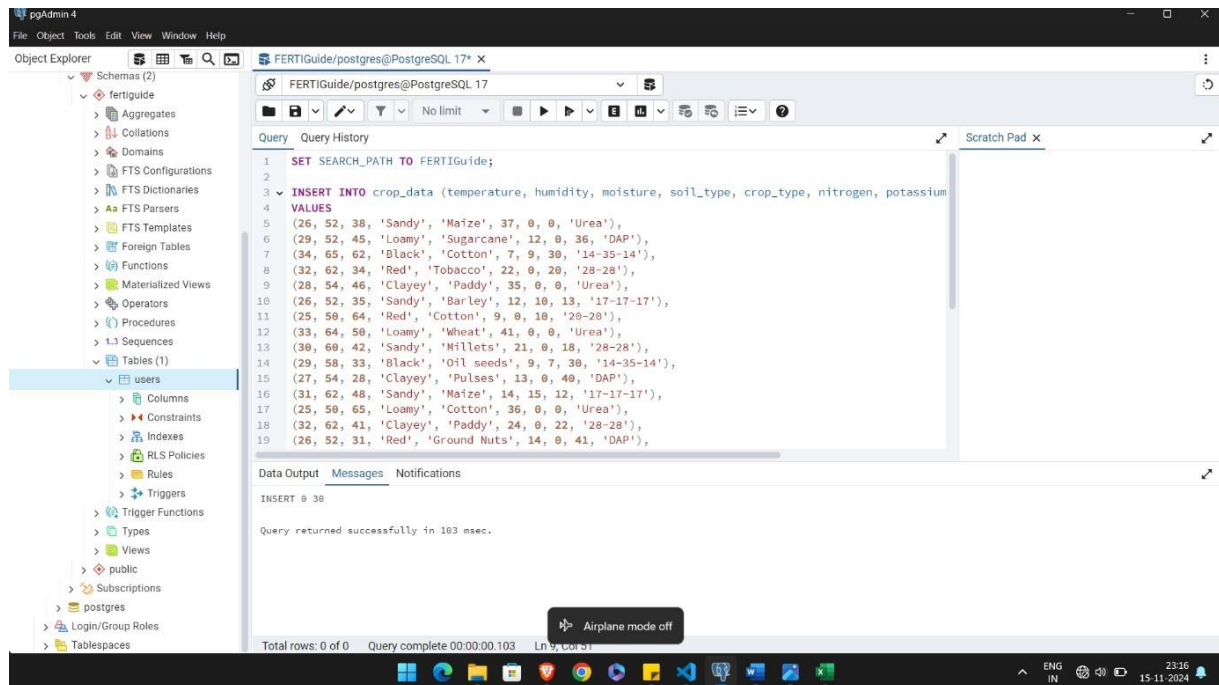 pgAdmin 4
File Object Tools Edit View Window Help
Object Explorer
FERTIGuide/postgres@PostgreSQL 17*
Schemas (2)
fertiguide
Aggregates
Collations
Domains
FTS Configurations
FTS Dictionaries
FTS Parsers
FTS Templates
Foreign Tables
Functions
Materialized Views
Operators
Procedures
1..3 Sequences
Tables (1)
users
Columns
Constraints
Indexes
RLS Policies
Rules
Triggers
Trigger Functions
Types
Views
public
Subscriptions
postgres
Login/Group Roles
Tablespaces
FERTIGuide/postgres@PostgreSQL 17
No limit
Query Query History
Scratch Pad
1 SET SEARCH_PATH TO FERTIGuide;
2
3 INSERT INTO crop_data (temperature, humidity, moisture, soil_type, crop_type, nitrogen, potassium
4 VALUES
5 (26, 52, 38, 'Sandy', 'Maize', 37, 0, 0, 'Urea'),
6 (29, 52, 45, 'Loamy', 'Sugarcane', 12, 0, 36, 'DAP'),
7 (34, 65, 62, 'Black', 'Cotton', 7, 9, 30, '14-35-14'),
8 (32, 62, 34, 'Red', 'Tobacco', 22, 0, 20, '28-28'),
9 (28, 54, 46, 'Clayey', 'Paddy', 35, 0, 0, 'Urea'),
10 (26, 52, 35, 'Sandy', 'Barley', 12, 10, 13, '17-17-17'),
11 (25, 50, 64, 'Red', 'Cotton', 9, 0, 10, '20-20'),
12 (33, 64, 50, 'Loamy', 'Wheat', 41, 0, 0, 'Urea'),
13 (30, 60, 42, 'Sandy', 'Millets', 21, 0, 18, '28-28'),
14 (29, 58, 33, 'Black', 'Oil seeds', 9, 7, 30, '14-35-14'),
15 (27, 54, 28, 'Clayey', 'Pulses', 13, 0, 40, 'DAP'),
16 (31, 62, 48, 'Sandy', 'Maize', 14, 15, 12, '17-17-17'),
17 (25, 50, 65, 'Loamy', 'Cotton', 36, 0, 0, 'Urea'),
18 (32, 62, 41, 'Clayey', 'Paddy', 24, 0, 22, '28-28'),
19 (26, 52, 31, 'Red', 'Ground Nuts', 14, 0, 41, 'DAP'),
Data Output Messages Notifications
INSERT 0 30
Query returned successfully in 103 msec.
Airplane mode off
Total rows: 0 of 0 Query complete 00:00:00.103 Ln 9, Col 51
ENG
IN
23:16
15-11-2024